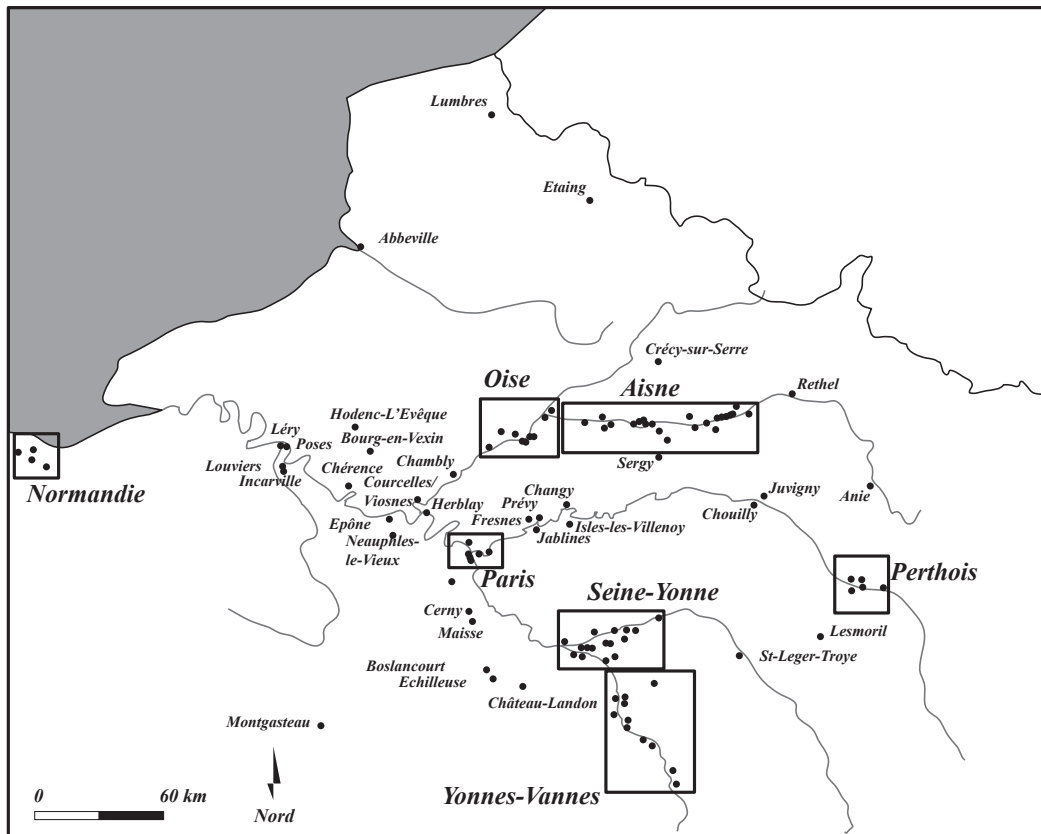 Lumbres
Etaing
Abbeville
Crécy-sur-Serre
Oise
Aisne
Rethel
Hodenc-L'Evêque
Bourg-en-Vexin
Léry
Poses
Chambly
Sergy
Louviers
Incarville
Chérence
Courcelles/
Viosnes
Normandie
Herblay
Changy
Prévy
Fresnes
Juvigny
Anie
Chouilly
Epône
Isles-les-Villenoy
Jablines
Neauphles-
le-Vieux
Paris
Seine-Yonne
Perthois
Cerny
Maisse
Lesmoril
St-Leger-Troye
Boslancourt
Echilleuse
Château-Landon
Montgasteau
Yonnes-Vannes
0 60 km
Nord